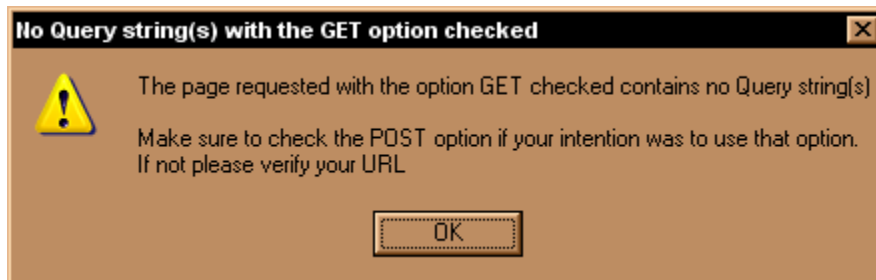 No Query string(s) with the GET option checked
The page requested with the option GET checked contains no Query string(s)
Make sure to check the POST option if your intention was to use that option.
If not please verify your URL
OK